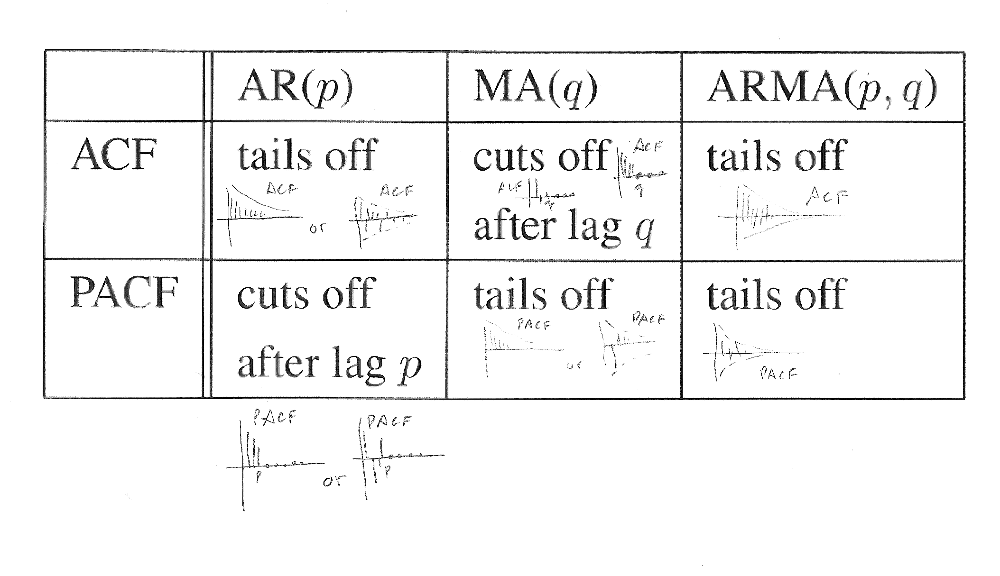 AR(p) MA(q) ARMA(p, q)
ACF tails off cuts off tails off
ACF
q
ACF
ACF
or
ACF
q
after lag q
ACF
PACF cuts off tails off tails off
after lag p
PACF
or
PACF
PACF
PACF
p
or
PACF
p